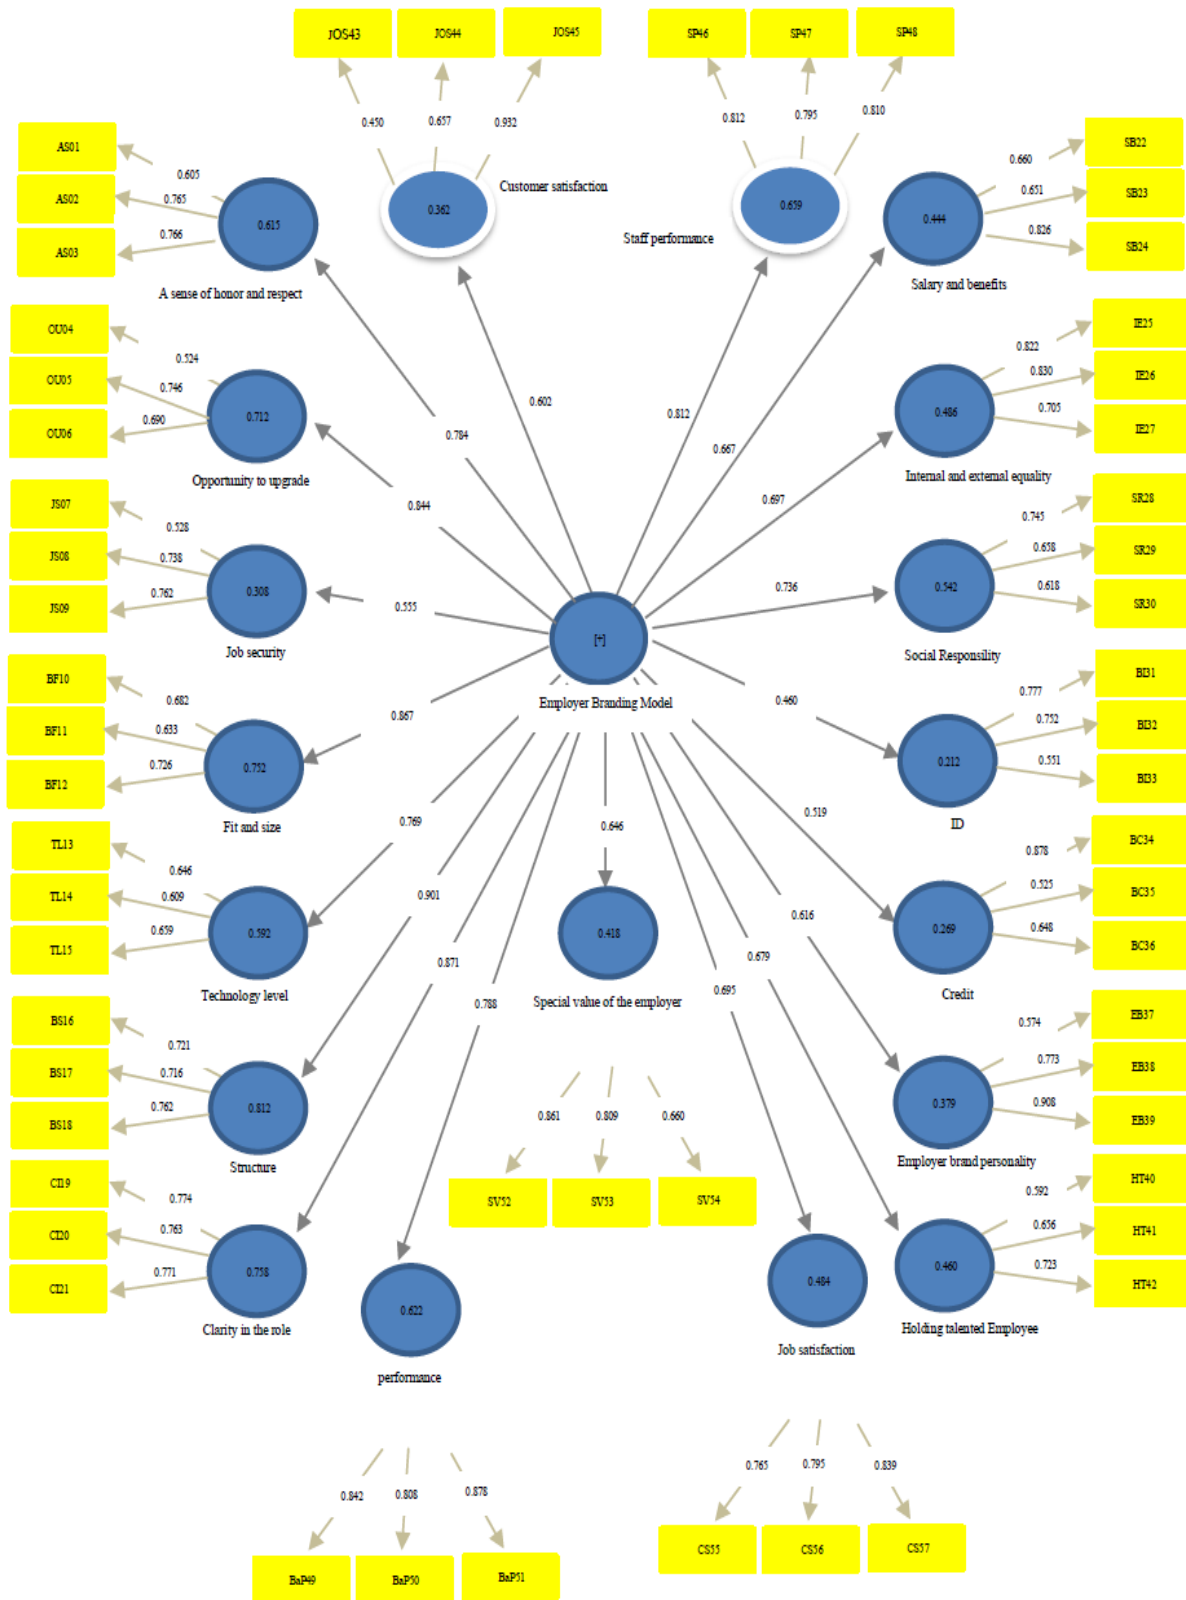 JOS43
JOS44
JOS45
SP46
SP47
SP48
0.450
0.657
0.932
0.812
0.795
0.810
0.362
Customer satisfaction
0.659
Staff performance
0.602
0.812
AS01
AS02
AS03
0.605
0.765
0.766
0.615
A sense of honor and respect
0.784
OU04
OU05
OU06
0.524
0.746
0.690
0.712
Opportunity to upgrade
0.844
JS07
JS08
JS09
0.528
0.738
0.762
0.308
Job security
0.555
BF10
BF11
BF12
0.682
0.633
0.726
0.752
Fit and size
0.867
TL13
TL14
TL15
0.646
0.609
0.659
0.592
Technology level
0.769
BS16
BS17
BS18
0.721
0.716
0.762
0.812
Structure
0.901
CI19
CI20
CI21
0.774
0.763
0.771
0.758
Clarity in the role
0.871
[+]
Employer Branding Model
SB22
SB23
SB24
0.660
0.651
0.826
0.444
Salary and benefits
0.667
IE25
IE26
IE27
0.822
0.830
0.705
0.486
Internal and external equality
0.697
SR28
SR29
SR30
0.745
0.658
0.618
0.542
Social Responsility
0.736
BI31
BI32
BI33
0.777
0.752
0.551
0.212
ID
0.460
BC34
BC35
BC36
0.878
0.525
0.648
0.269
Credit
0.519
EB37
EB38
EB39
0.574
0.773
0.908
0.379
Employer brand personality
0.616
HT40
HT41
HT42
0.592
0.656
0.723
0.460
Holding talented Employee
0.679
0.646
0.418
Special value of the employer
0.861
0.809
0.660
SV52
SV53
SV54
0.788
0.622
performance
0.842
0.808
0.878
BaP49
BaP50
BaP51
0.695
0.484
Job satisfaction
0.765
0.795
0.839
CS55
CS56
CS57